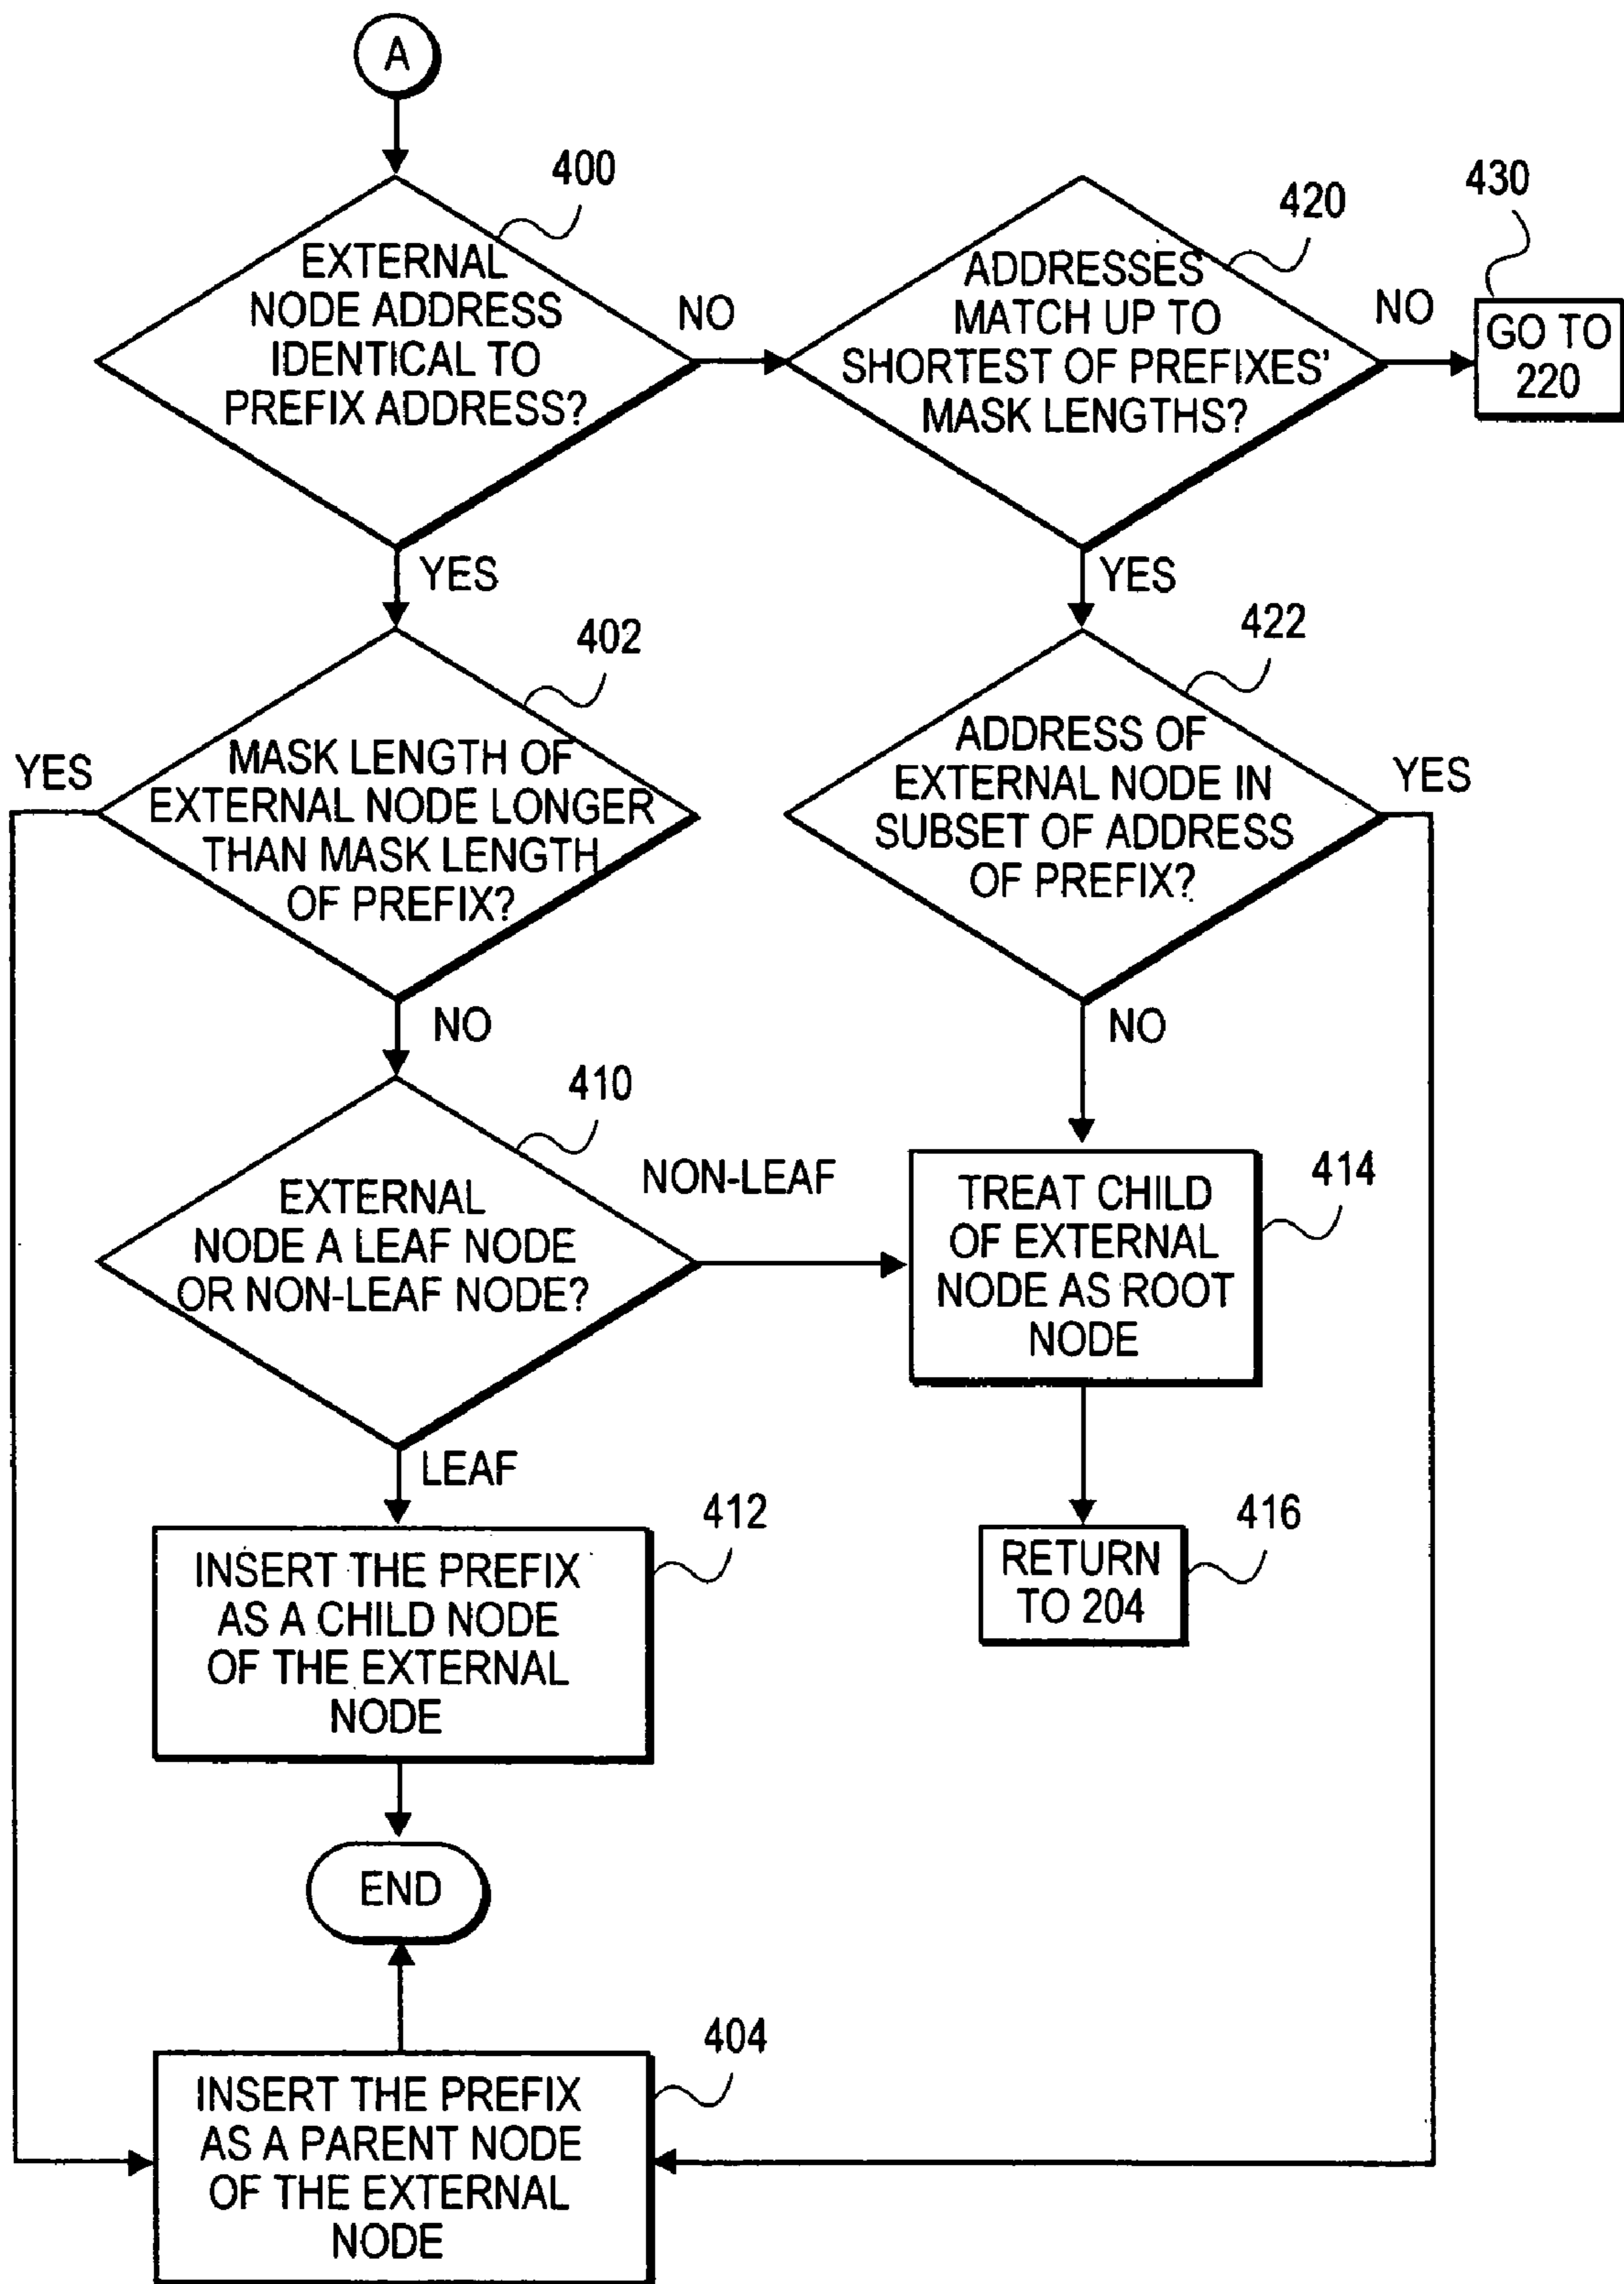 A
400
EXTERNAL
NODE ADDRESS
IDENTICAL TO
PREFIX ADDRESS?
NO
YES
420
ADDRESSES
MATCH UP TO
SHORTEST OF PREFIXES'
MASK LENGTHS?
NO
YES
430
GO TO
220
402
MASK LENGTH OF
EXTERNAL NODE LONGER
THAN MASK LENGTH
OF PREFIX?
YES
NO
422
ADDRESS OF
EXTERNAL NODE IN
SUBSET OF ADDRESS
OF PREFIX?
YES
NO
410
EXTERNAL
NODE A LEAF NODE
OR NON-LEAF NODE?
NON-LEAF
LEAF
414
TREAT CHILD
OF EXTERNAL
NODE AS ROOT
NODE
412
INSERT THE PREFIX
AS A CHILD NODE
OF THE EXTERNAL
NODE
416
RETURN
TO 204
END
404
INSERT THE PREFIX
AS A PARENT NODE
OF THE EXTERNAL
NODE